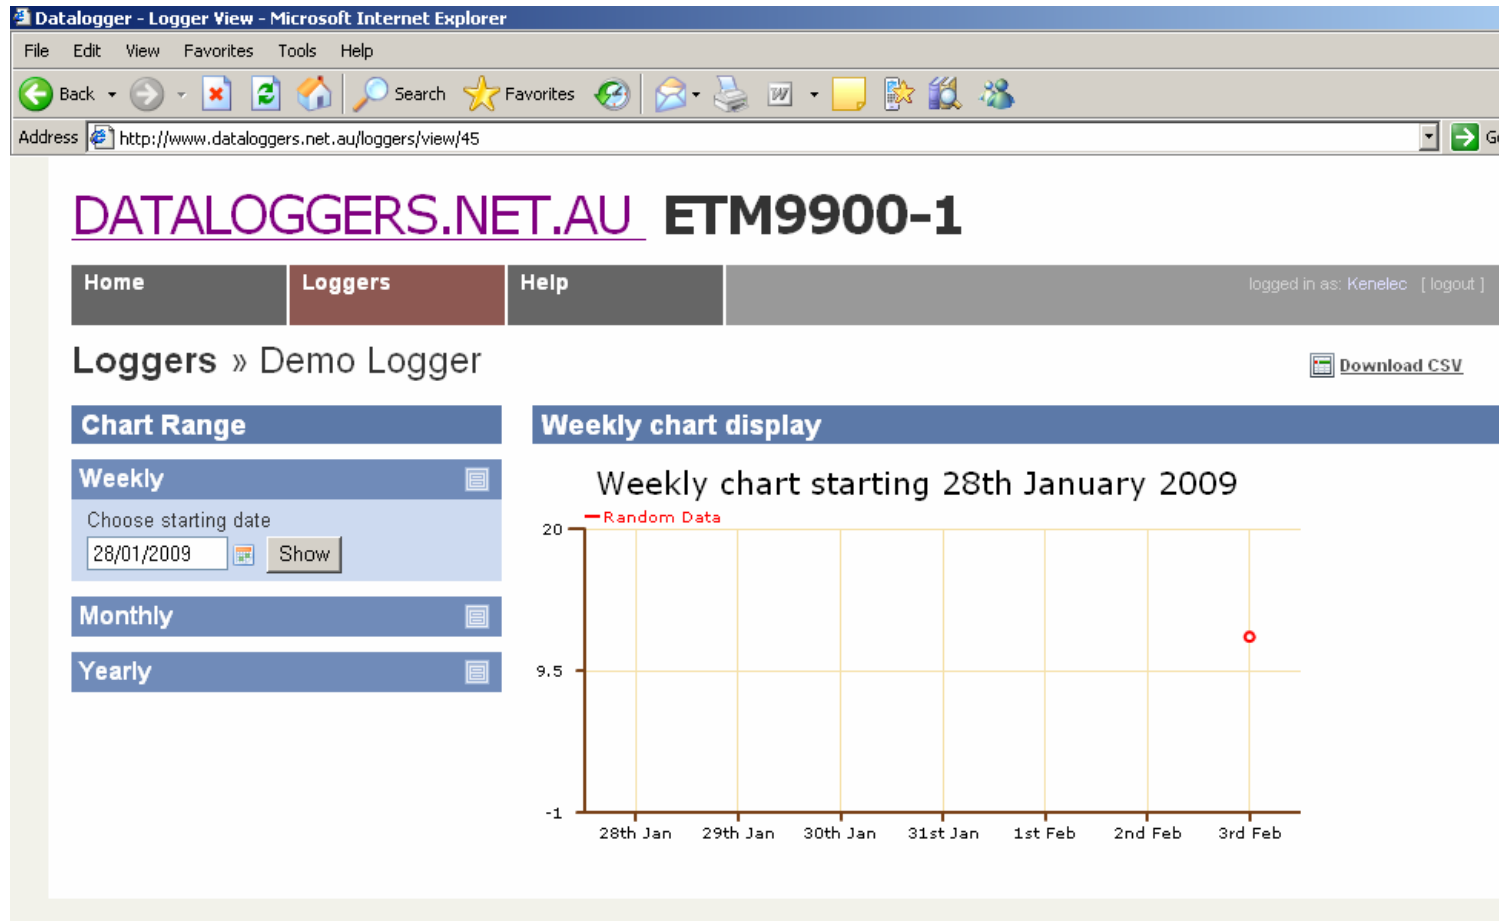 Datalogger - Logger View - Microsoft Internet Explorer
File Edit View Favorites Tools Help
Back Search Favorites
Address http://www.dataloggers.net.au/loggers/view/45
DATALOGGERS.NET.AU ETM9900-1
Home Loggers Help logged in as: Kenelec [ logout ]
Loggers » Demo Logger
Download CSV
Chart Range
Weekly chart display
Weekly
Choose starting date
28/01/2009 Show
Monthly
Yearly
Weekly chart starting 28th January 2009
Random Data
20
9.5
-1
28th Jan 29th Jan 30th Jan 31st Jan 1st Feb 2nd Feb 3rd Feb